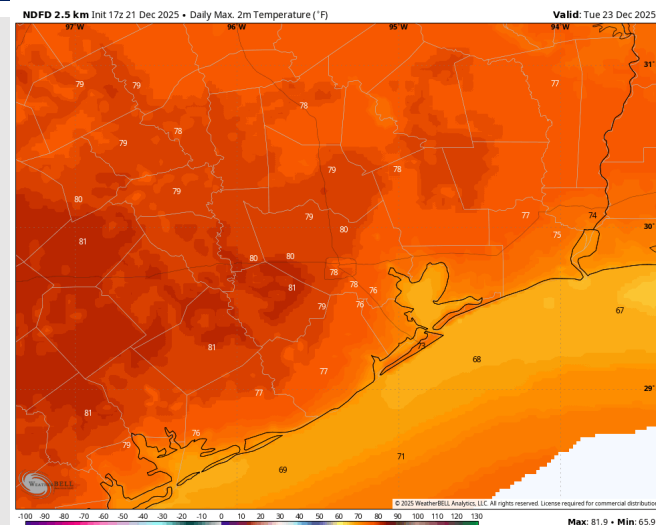 NDFD 2.5 km Init 17z 21 Dec 2025 • Daily Max. 2m Temperature (°F)
Valid: Tue 23 Dec 2025
97°W 96°W 95°W 94°W
31°
79 79 77
78
78
79
79 78
79
80
79 77 74
80 30°
81 75
80 80
78
81 78 76
79 76 67
81 73
68
77
77 29°
81
76
79
71
69
WeatherBELL
© 2025 WeatherBELL Analytics, LLC. All rights reserved. License required for commercial distribution
-100 -90 -80 -70 -60 -50 -40 -30 -20 -10 0 10 20 30 40 50 60 70 80 90 100 110 120 130
Max: 81.9 • Min: 65.9